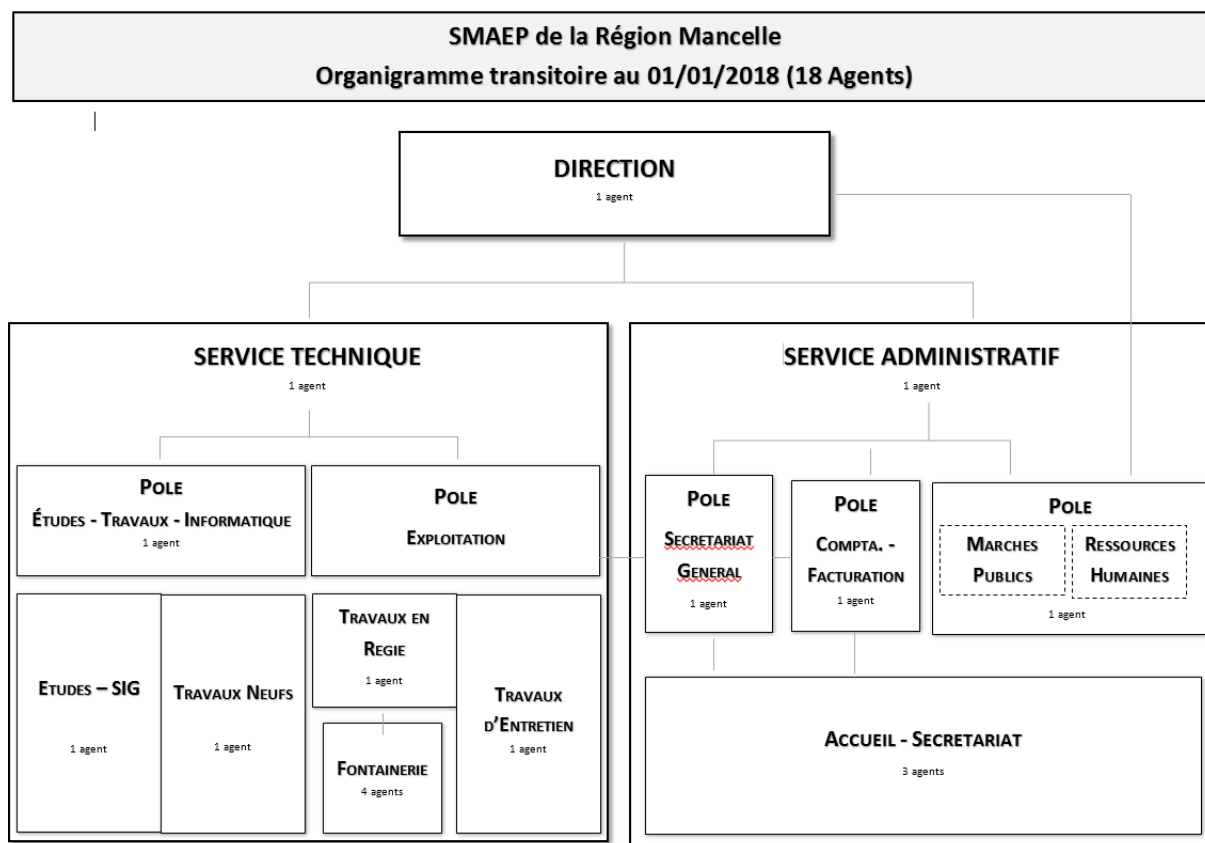 SMAEP de la Région Mancelle
Organigramme transitoire au 01/01/2018 (18 Agents)
DIRECTION
1 agent
SERVICE TECHNIQUE
1 agent
POLE
ÉTUDES - TRAVAUX - INFORMATIQUE
1 agent
POLE
EXPLOITATION
ETUDES – SIG
1 agent
TRAVAUX NEUFS
1 agent
TRAVAUX EN
REGIE
1 agent
FONTAINERIE
4 agents
TRAVAUX
D'ENTRETIEN
1 agent
SERVICE ADMINISTRATIF
1 agent
POLE
SECRETARIAT
GENERAL
1 agent
POLE
COMPTA. -
FACTURATION
1 agent
POLE
MARCHES
PUBLICS
RESSOURCES
HUMAINES
1 agent
ACCUEIL - SECRETARIAT
3 agents